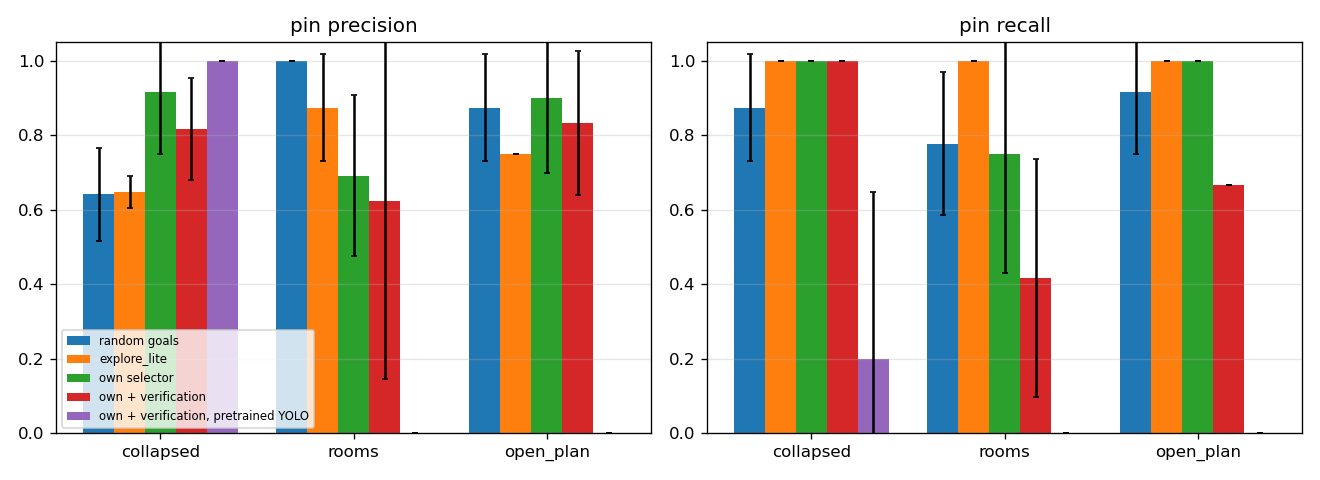 pin precision
1.0
0.8
0.6
0.4
0.2
0.0
random goals
explore_lite
own selector
own + verification
own + verification, pretrained YOLO
collapsed
rooms
open_plan
pin recall
1.0
0.8
0.6
0.4
0.2
0.0
collapsed
rooms
open_plan